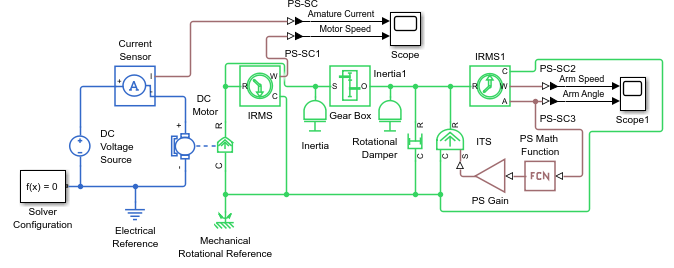 PS-SC
Amature Current
Motor Speed
PS-SC1
Scope
Current
Sensor
+
I
A
DC
Motor
R
W
C
IRMS
S
O
Gear Box
Inertia1
IRMS1
R
C
W
A
PS-SC2
Arm Speed
Arm Angle
PS-SC3
Scope1
Inertia
Rotational
Damper
R
C
R
C
S
ITS
PS Math
Function
FCN
PS Gain
DC
Voltage
Source
+
-
+
-
R
C
f(x) = 0
Solver
Configuration
Electrical
Reference
Mechanical
Rotational Reference